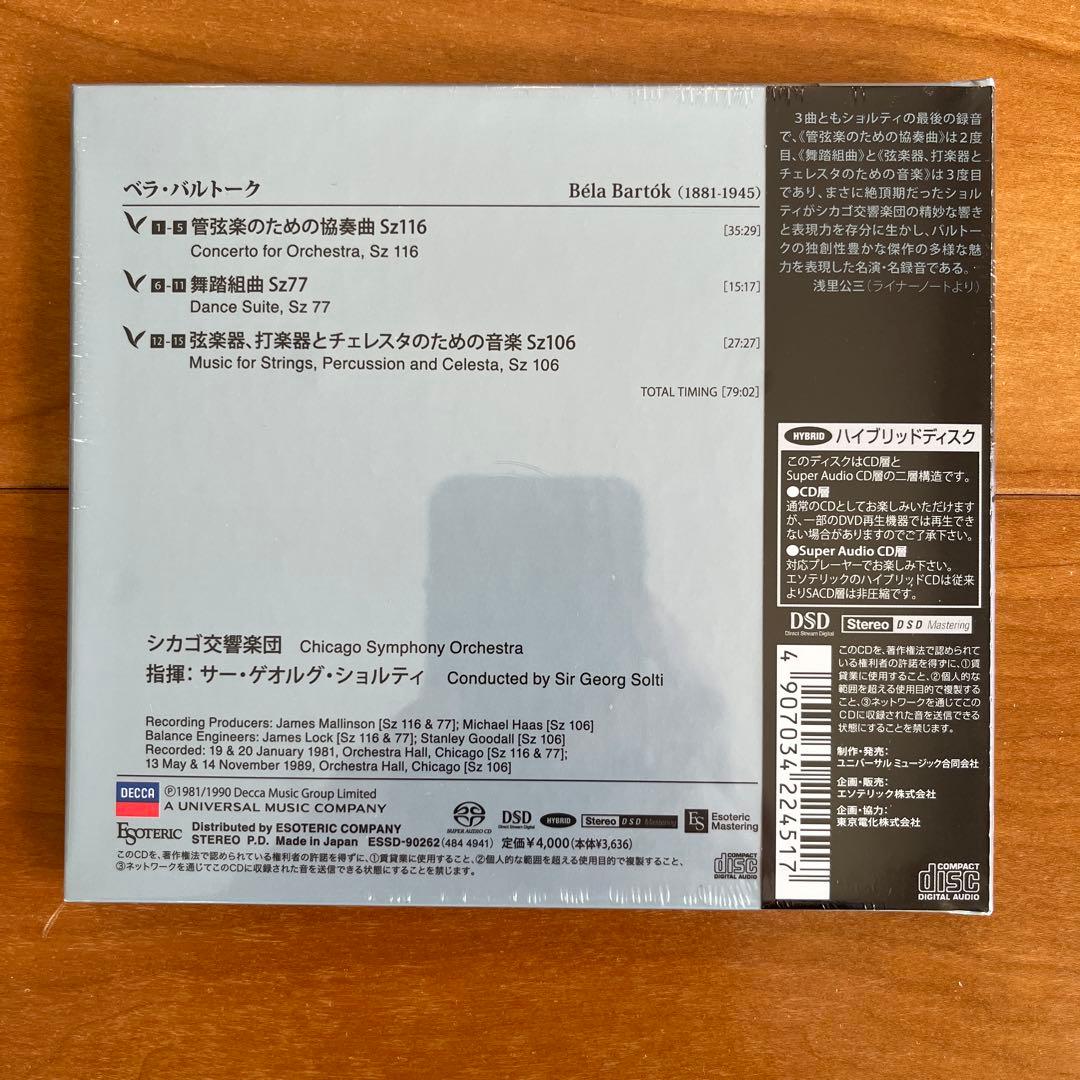 ベラ・バルトーク
Béla Bartók (1881-1945)
1-5 管弦楽のための協奏曲 Sz116 [35:29]
Concerto for Orchestra, Sz 116
6-11 舞踏組曲 Sz77 [15:17]
Dance Suite, Sz 77
12-15 弦楽器、打楽器とチェレスタのための音楽 Sz106 [27:27]
Music for Strings, Percussion and Celesta, Sz 106
TOTAL TIMING [79:02]
シカゴ交響楽団 Chicago Symphony Orchestra
指揮：サー・ゲオルグ・ショルティ Conducted by Sir Georg Solti
Recording Producers: James Mallinson [Sz 116 & 77]; Michael Haas [Sz 106]
Balance Engineers: James Lock [Sz 116 & 77]; Stanley Goodall [Sz 106]
Recorded: 19 & 20 January 1981, Orchestra Hall, Chicago [Sz 116 & 77];
13 May & 14 November 1989, Orchestra Hall, Chicago [Sz 106]
DECCA
℗1981/1990 Decca Music Group Limited
A UNIVERSAL MUSIC COMPANY
ESOTERIC
Distributed by ESOTERIC COMPANY
STEREO P.D. Made in Japan ESSD-90262 (484 4941) 定価￥4,000(本体¥3,636)
SUPER AUDIO CD
DSD
Direct Stream Digital
HYBRID
Stereo DSD Mastering
ES
Esoteric
Mastering
このCDを、著作権法で認められている権利者の許諾を得ずに、①賃貸業に使用すること、②個人的な範囲を超える使用目的で複製すること、
③ネットワークを通じてこのCDに収録された音を送信できる状態にすることを禁じます。
COMPACT
disc
DIGITAL AUDIO
3曲ともショルティの最後の録音
で、《管弦楽のための協奏曲》は2度
目、《舞踏組曲》と《弦楽器、打楽器と
チェレスタのための音楽》は3度目
であり、まさに絶頂期だったショル
ティがシカゴ交響楽団の精妙な響き
と表現力を存分に生かし、バルトー
クの独創性豊かな傑作の多様な魅
力を表現した名演・名録音である。
浅里公三（ライナーノートより）
HYBRID ハイブリッドディスク
このディスクはCD層と
Super Audio CD層の二層構造です。
●CD層
通常のCDとしてお楽しみいただけます
が、一部のDVD再生機器では再生でき
ない場合がありますのでご了承下さい。
●Super Audio CD層
対応プレーヤーでお楽しみ下さい。
エソテリックのハイブリッドCDは従来
よりSACD層は非圧縮です。
DSD
Direct Stream Digital
Stereo DSD Mastering
4907034224517
このCDを、著作権法で認められて
いる権利者の許諾を得ずに、①賃
貸業に使用すること、②個人的な
範囲を超える使用目的で複製する
こと、③ネットワークを通じてこの
CDに収録された音を送信できる
状態にすることを禁じます。
制作・発売：
ユニバーサル ミュージック合同会社
企画・販売：
エソテリック株式会社
企画・協力：
東京電化株式会社
COMPACT
disc
DIGITAL AUDIO